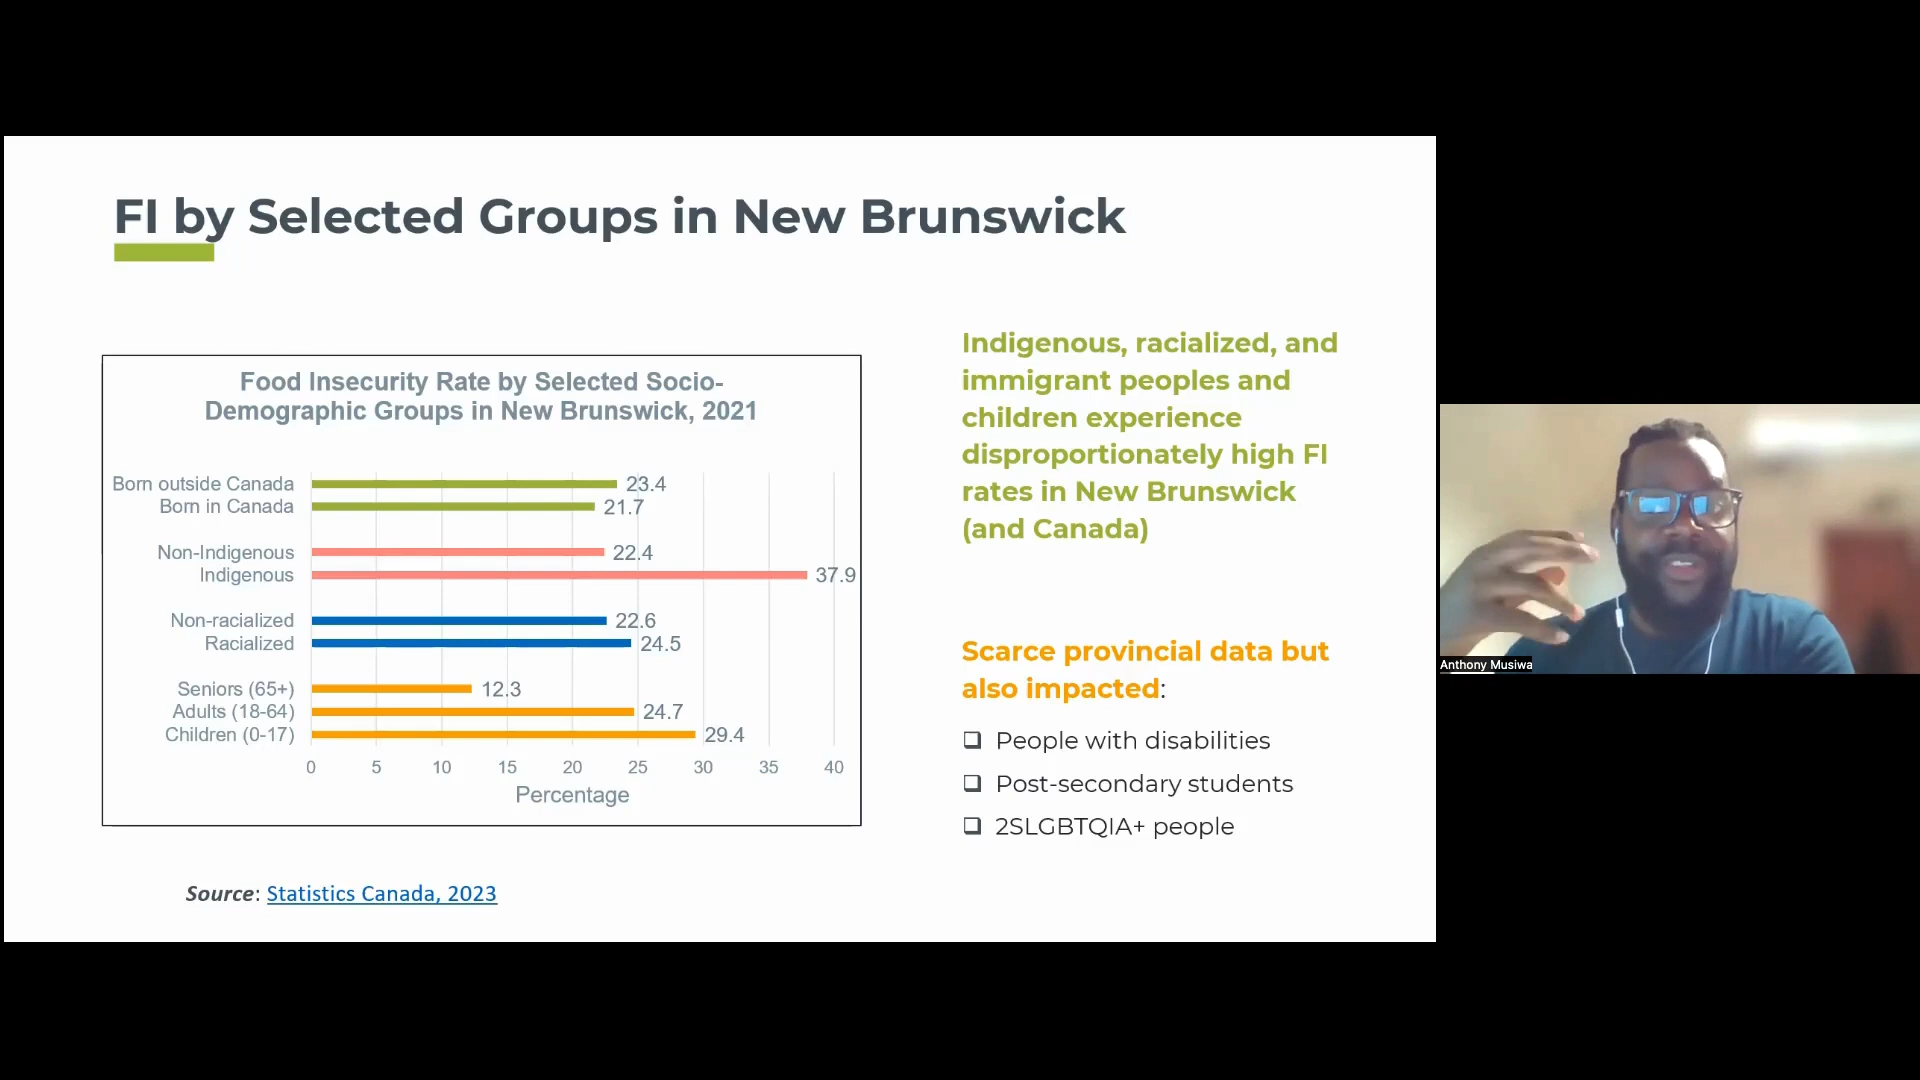 FI by Selected Groups in New Brunswick
Food Insecurity Rate by Selected Socio-
Demographic Groups in New Brunswick, 2021
Born outside Canada 23.4
Born in Canada 21.7
Non-Indigenous 22.4
Indigenous 37.9
Non-racialized 22.6
Racialized 24.5
Seniors (65+) 12.3
Adults (18-64) 24.7
Children (0-17) 29.4
0 5 10 15 20 25 30 35 40
Percentage
Source: Statistics Canada, 2023
Indigenous, racialized, and
immigrant peoples and
children experience
disproportionately high FI
rates in New Brunswick
(and Canada)
Scarce provincial data but
also impacted:
People with disabilities
Post-secondary students
2SLGBTQIA+ people
Anthony Musiwa